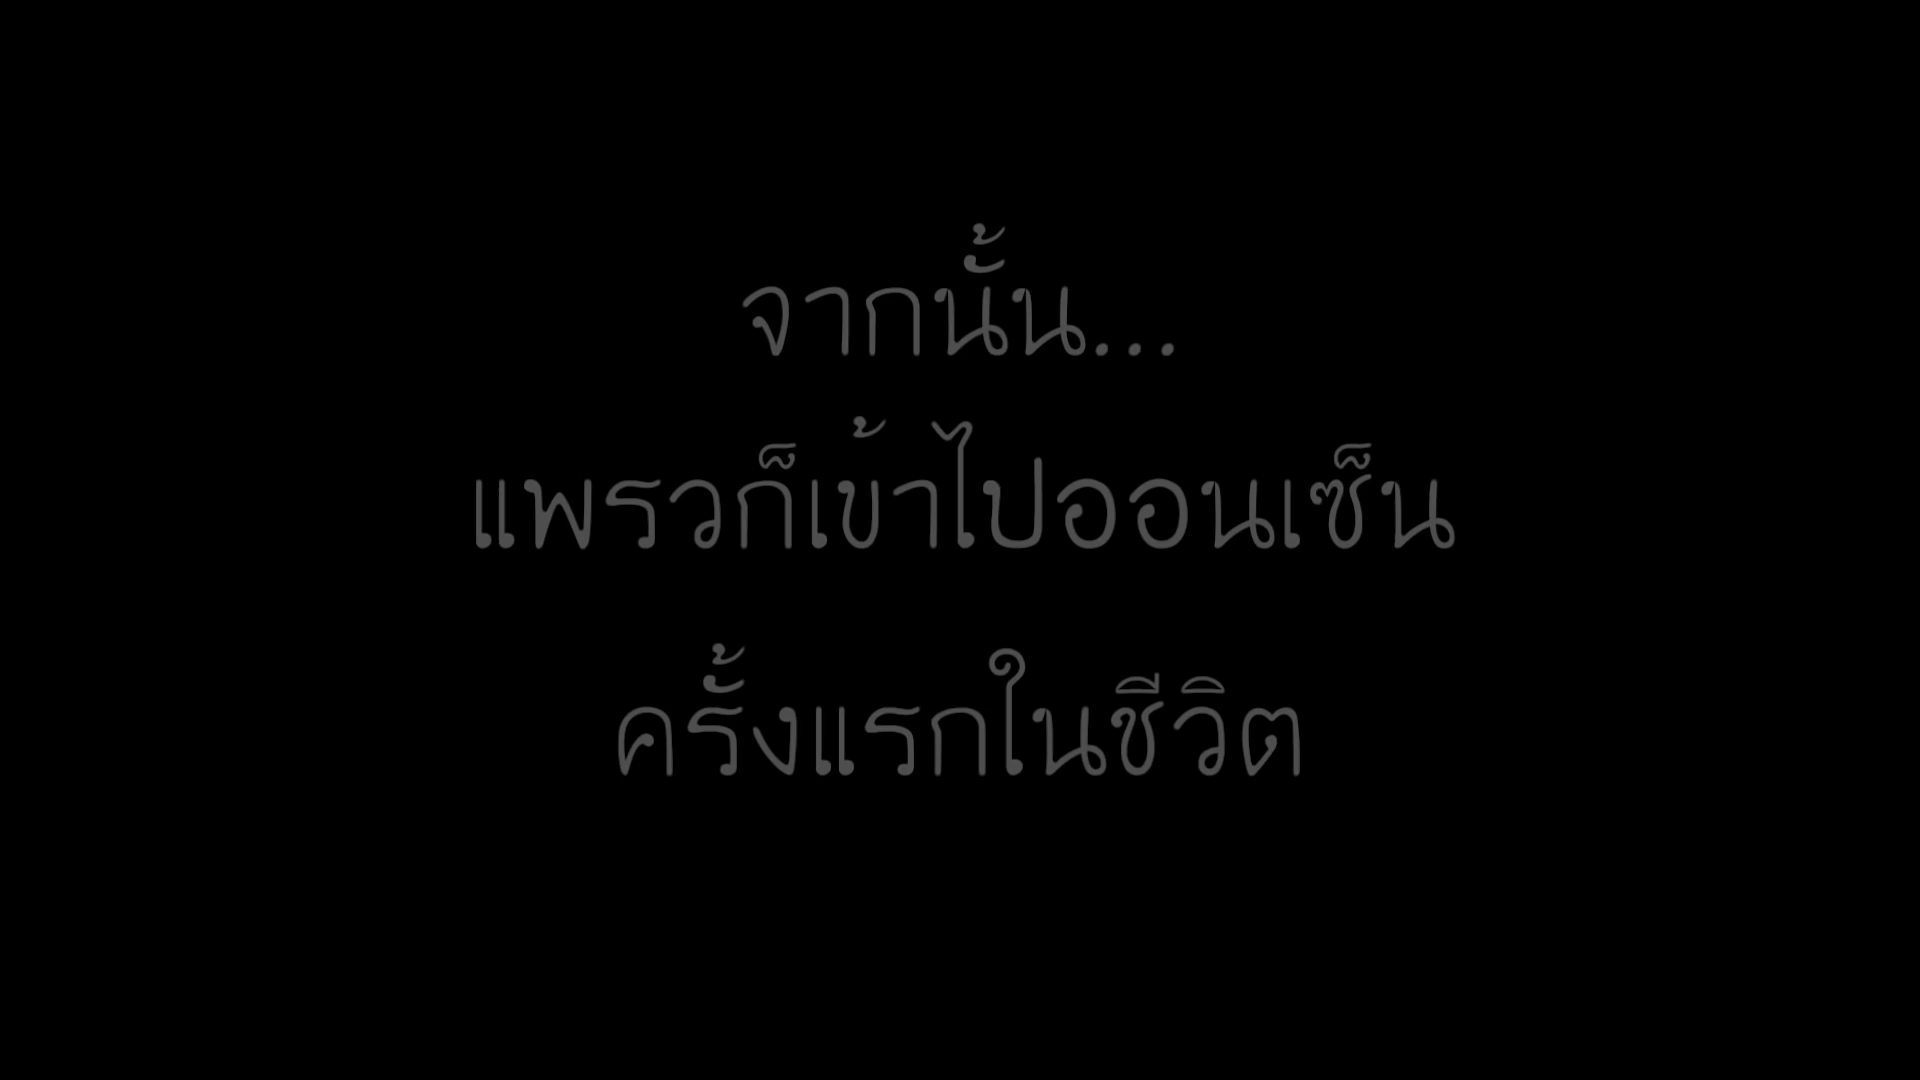 จากนั้น...
แพรวก็เข้าไปออนเซ็น
ครั้งแรกในชีวิต